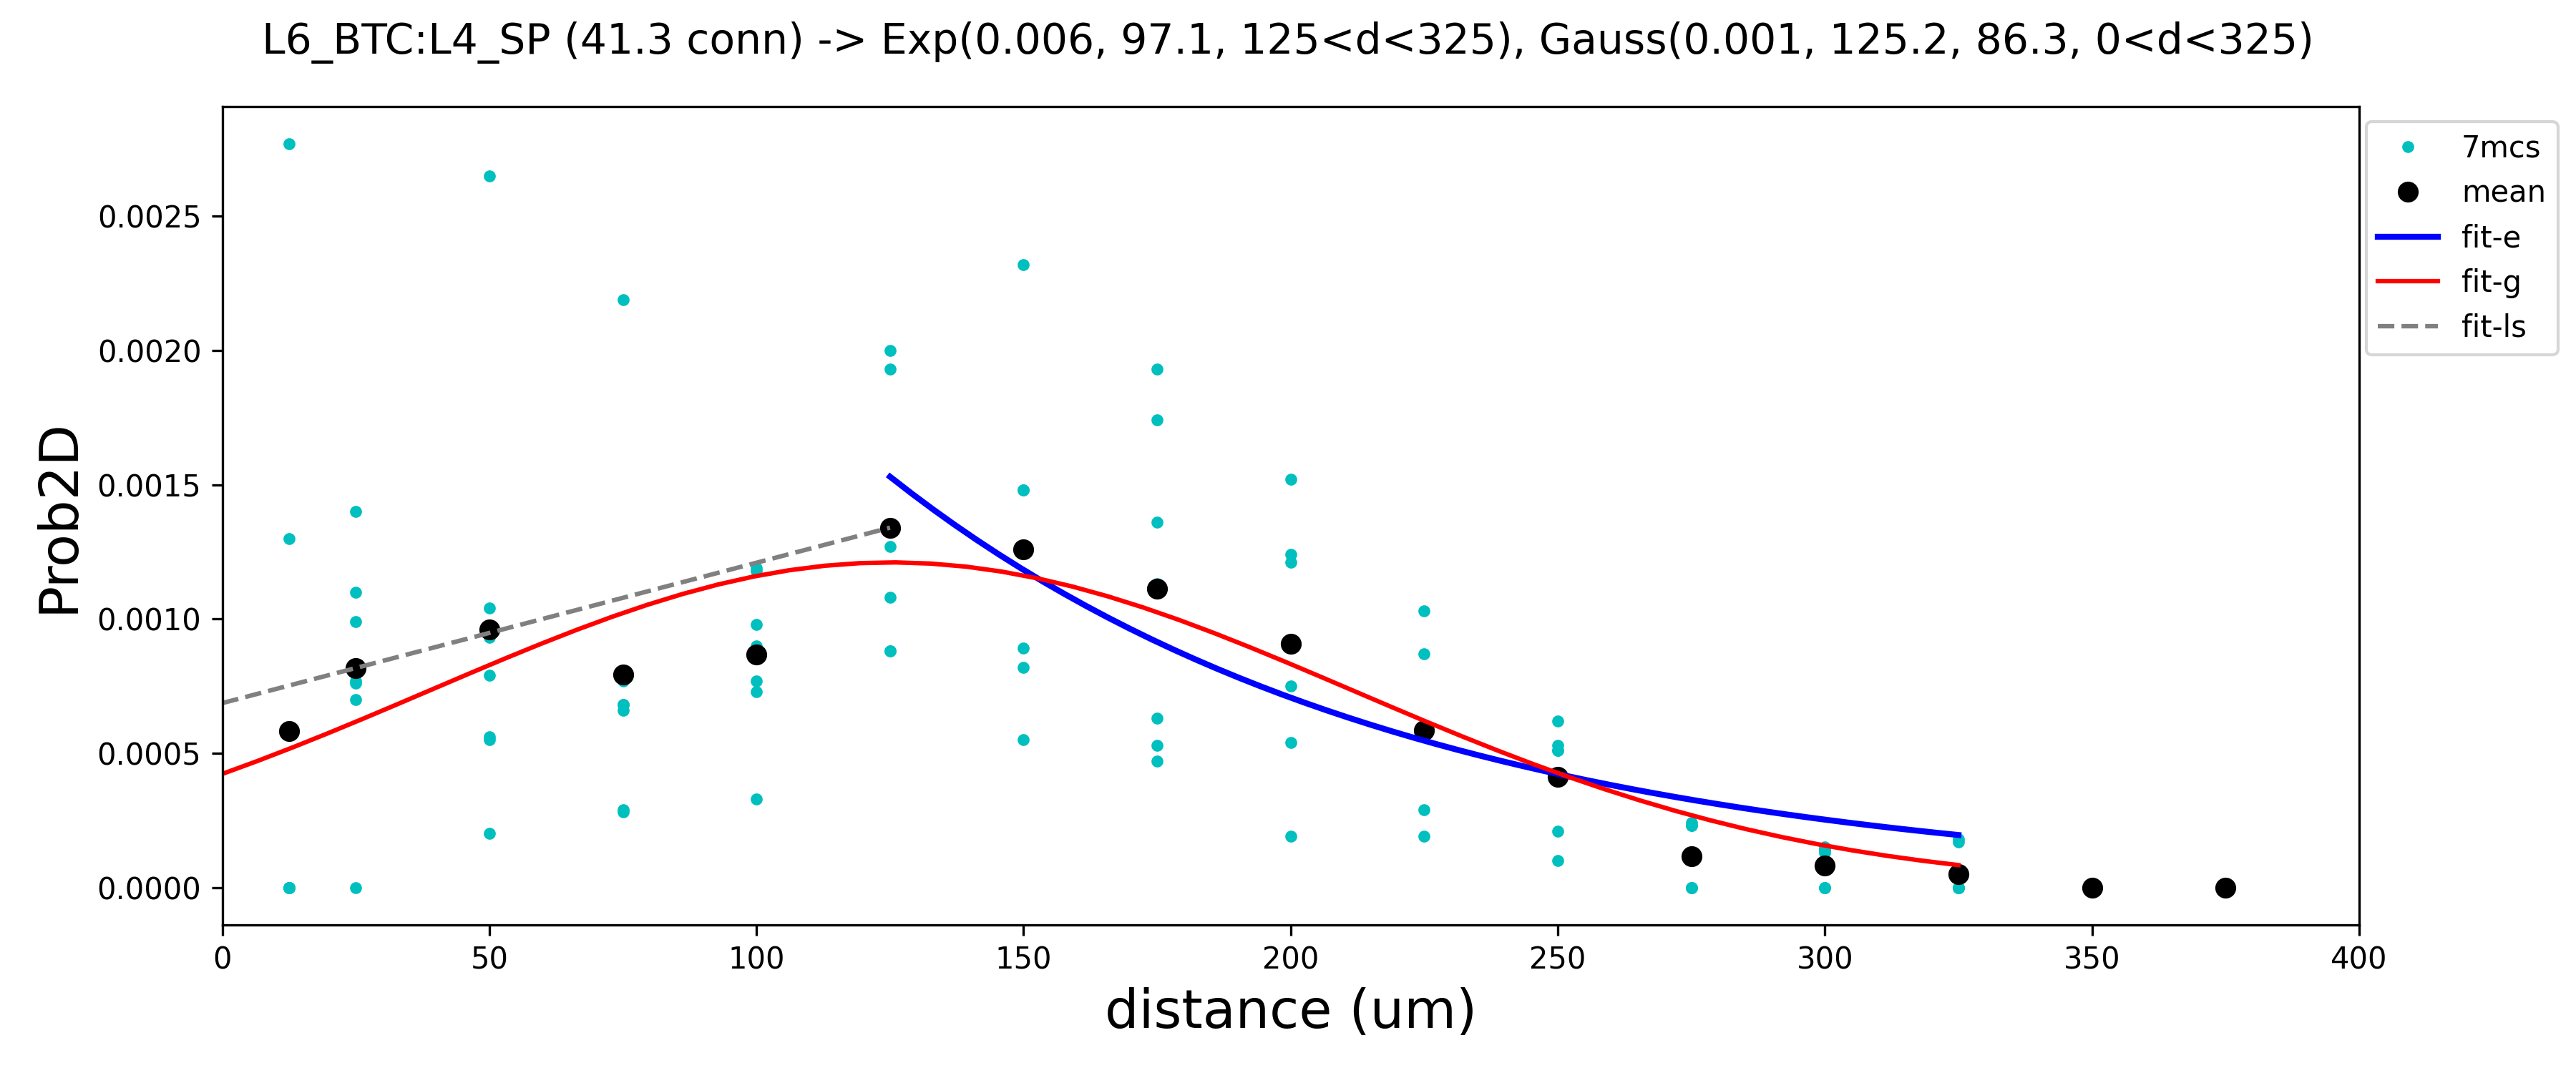 L6_BTC:L4_SP (41.3 conn) -> Exp(0.006, 97.1, 125<d<325), Gauss(0.001, 125.2, 86.3, 0<d<325)
7mcs
mean
fit-e
fit-g
fit-ls
Prob2D
0.0025
0.0020
0.0015
0.0010
0.0005
0.0000
0 50 100 150 200 250 300 350 400
distance (um)